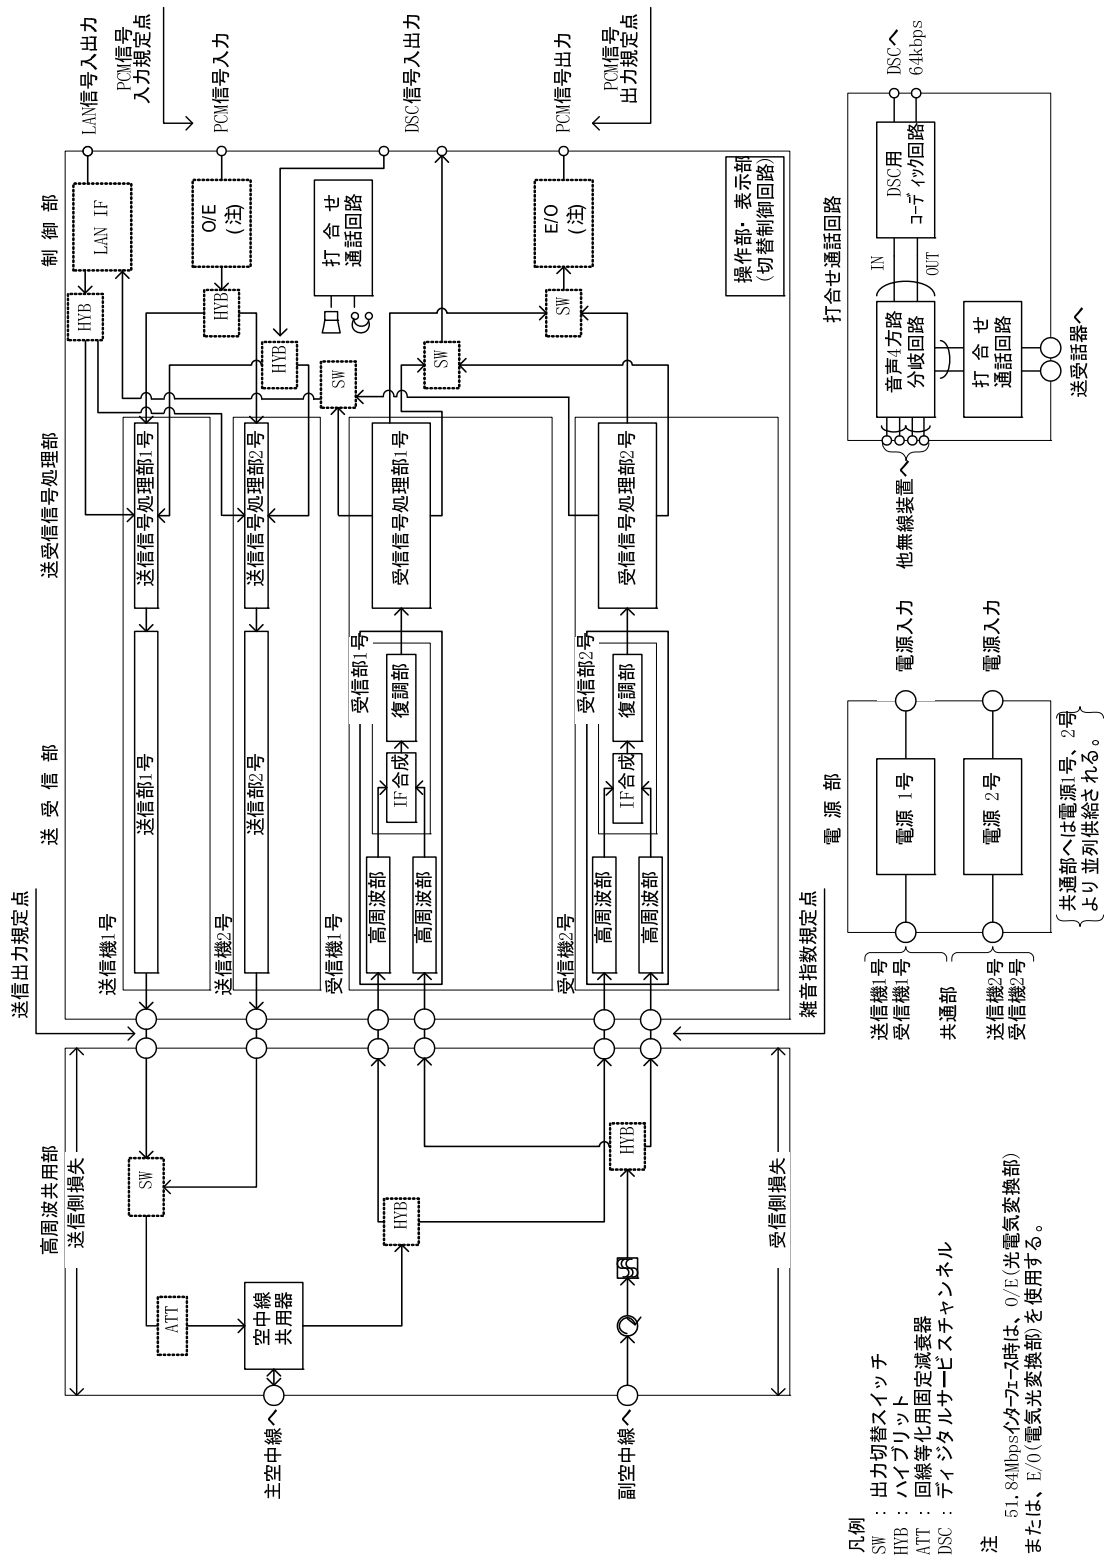 高周波共用部
送 受 信 部
送受信信号処理部
制 御 部
送信出力規定点
PCM信号
入力規定点
送信側損失
SW
ATT
空中線
共用器
主空中線へ
HYB
副空中線へ
HYB
受信側損失
雑音指数規定点
送信機1号
送信部1号
送信信号処理部1号
送信機2号
送信部2号
送信信号処理部2号
受信機1号
受信部1号
高周波部
高周波部
IF合成
復調部
受信信号処理部1号
受信機2号
受信部2号
高周波部
高周波部
IF合成
復調部
受信信号処理部2号
HYB
LAN IF
LAN信号入出力
HYB
O/E
(注)
PCM信号入力
HYB
SW
打 合 せ
通話回路
DSC信号入出力
SW
SW
E/O
(注)
PCM信号出力
PCM信号
出力規定点
操作部・表示部
(切替制御回路)
凡例
SW : 出力切替スイッチ
HYB : ハイブリット
ATT : 回線等化用固定減衰器
DSC : ディジタルサービスチャンネル
注
51.84Mbpsインターフェース時は、O/E(光電気変換部)
または、E/O(電気光変換部)を使用する。
電 源 部
送信機1号
受信機1号
共通部
送信機2号
受信機2号
電源 1号
電源 2号
電源入力
電源入力
共通部へは電源1号、2号
より並列供給される。
打合せ通話回路
他無線装置へ
音声4方路
分岐回路
IN
OUT
DSC用
コーディック回路
DSCへ
64kbps
打 合 せ
通話回路
送受話器へ